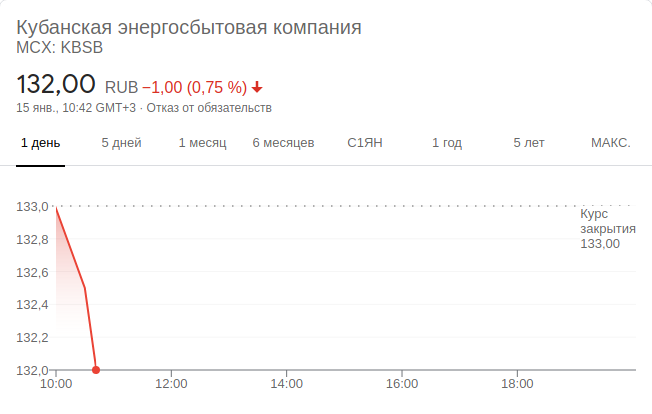 Кубанская энергосбытовая компания
MCX: KBSB
132,00 RUB −1,00 (0,75 %)
15 янв., 10:42 GMT+3 · Отказ от обязательств
1 день 5 дней 1 месяц 6 месяцев С1ЯН 1 год 5 лет МАКС.
133,0
Курс
закрытия
133,00
132,8
132,6
132,4
132,2
132,0
10:00 12:00 14:00 16:00 18:00